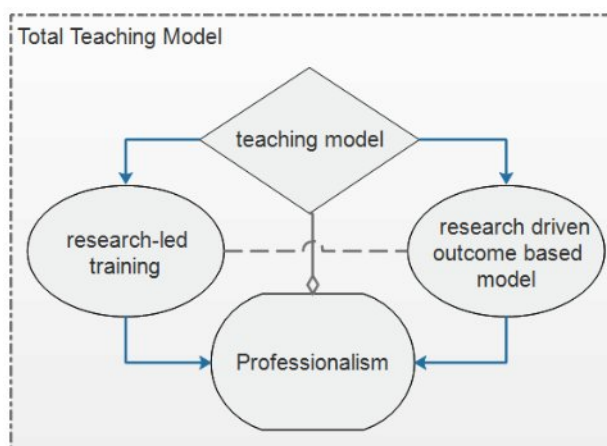 Total Teaching Model
teaching model
research-led
training
research driven
outcome based
model
Professionalism